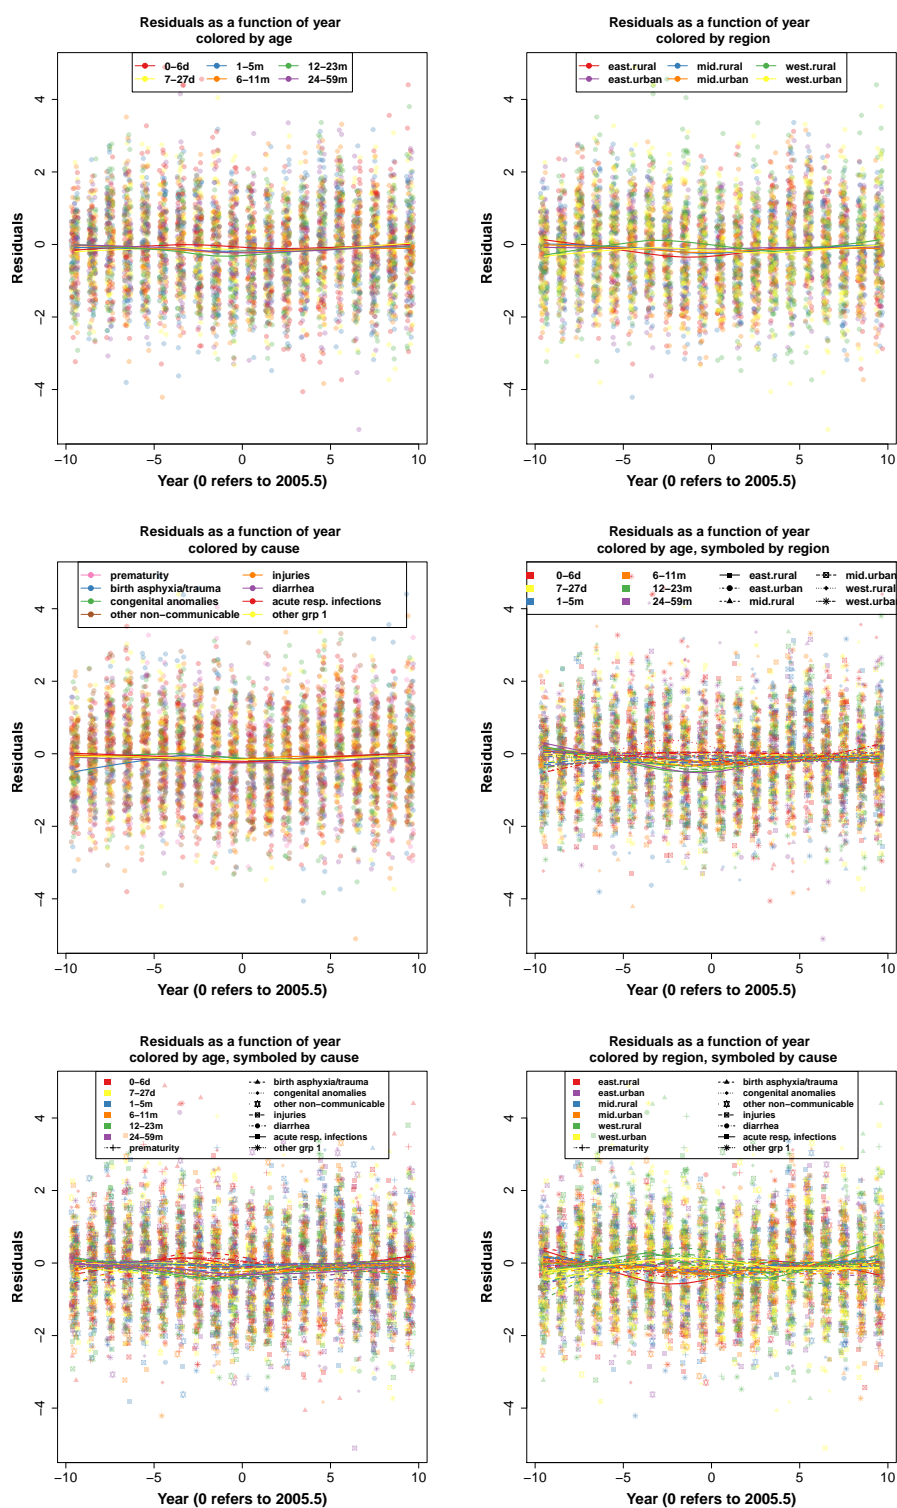 Residuals as a function of year
colored by age
0−6d 1−5m 12−23m
7−27d 6−11m 24−59m
4
2
0
−2
−4
Residuals
−10 −5 0 5 10
Year (0 refers to 2005.5)
Residuals as a function of year
colored by region
east.rural mid.rural west.rural
east.urban mid.urban west.urban
4
2
0
−2
−4
Residuals
−10 −5 0 5 10
Year (0 refers to 2005.5)
Residuals as a function of year
colored by cause
prematurity injuries
birth asphyxia/trauma diarrhea
congenital anomalies acute resp. infections
other non−communicable other grp 1
4
2
0
−2
−4
Residuals
−10 −5 0 5 10
Year (0 refers to 2005.5)
Residuals as a function of year
colored by age, symboled by region
0−6d 6−11m east.rural mid.urban
7−27d 12−23m east.urban west.rural
1−5m 24−59m mid.rural west.urban
4
2
0
−2
−4
Residuals
−10 −5 0 5 10
Year (0 refers to 2005.5)
Residuals as a function of year
colored by age, symboled by cause
0−6d birth asphyxia/trauma
7−27d congenital anomalies
1−5m other non−communicable
6−11m injuries
12−23m diarrhea
24−59m acute resp. infections
prematurity other grp 1
4
2
0
−2
−4
Residuals
−10 −5 0 5 10
Year (0 refers to 2005.5)
Residuals as a function of year
colored by region, symboled by cause
east.rural birth asphyxia/trauma
east.urban congenital anomalies
mid.rural other non−communicable
mid.urban injuries
west.rural diarrhea
west.urban acute resp. infections
prematurity other grp 1
4
2
0
−2
−4
Residuals
−10 −5 0 5 10
Year (0 refers to 2005.5)